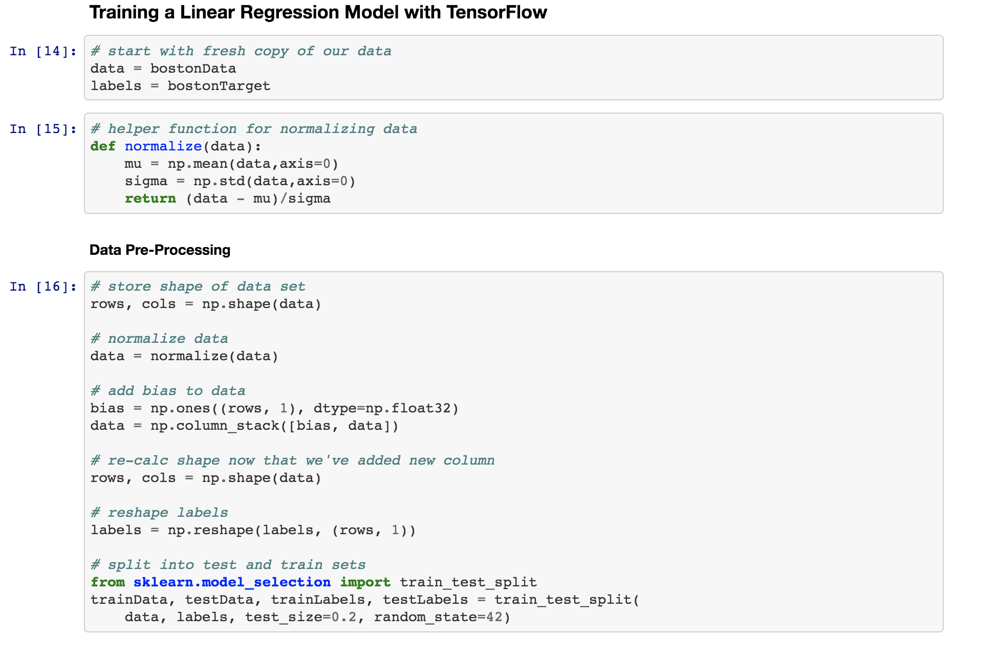 Training a Linear Regression Model with TensorFlow
In [14]:
# start with fresh copy of our data
data = bostonData
labels = bostonTarget
In [15]:
# helper function for normalizing data
def normalize(data):
    mu = np.mean(data,axis=0)
    sigma = np.std(data,axis=0)
    return (data - mu)/sigma
Data Pre-Processing
In [16]:
# store shape of data set
rows, cols = np.shape(data)
# normalize data
data = normalize(data)
# add bias to data
bias = np.ones((rows, 1), dtype=np.float32)
data = np.column_stack([bias, data])
# re-calc shape now that we've added new column
rows, cols = np.shape(data)
# reshape labels
labels = np.reshape(labels, (rows, 1))
# split into test and train sets
from sklearn.model_selection import train_test_split
trainData, testData, trainLabels, testLabels = train_test_split(
    data, labels, test_size=0.2, random_state=42)